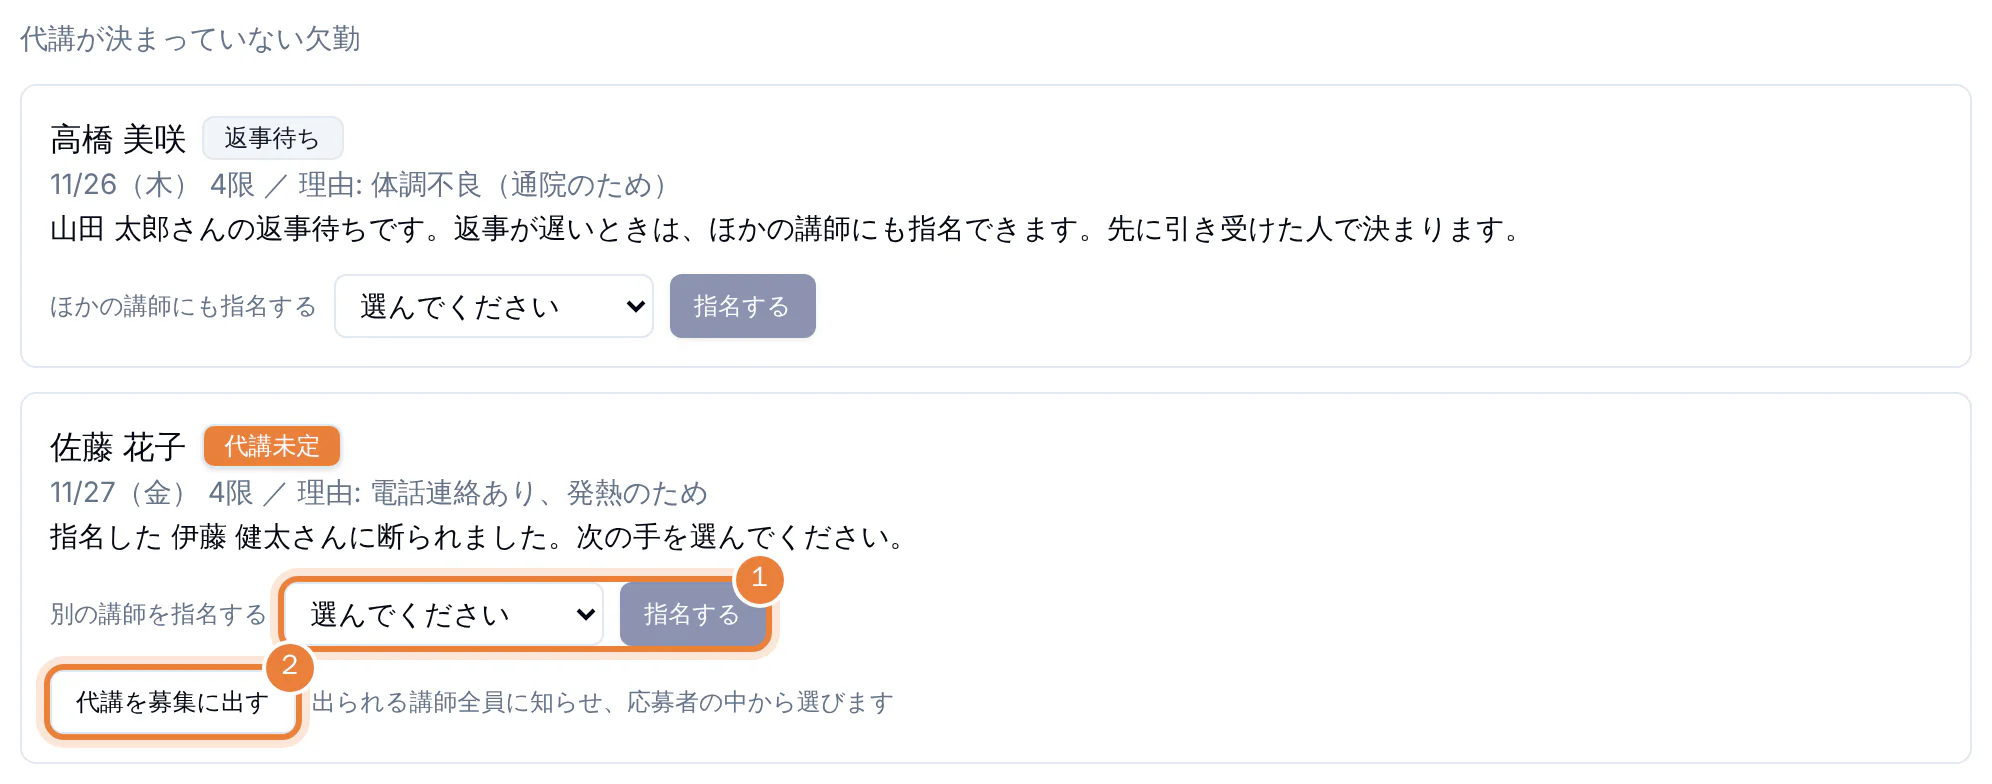 代講が決まっていない欠勤
高橋 美咲 返事待ち
11/26（木） 4限 ／ 理由: 体調不良（通院のため）
山田 太郎さんの返事待ちです。返事が遅いときは、ほかの講師にも指名できます。先に引き受けた人で決まります。
ほかの講師にも指名する 選んでください 指名する
佐藤 花子 代講未定
11/27（金） 4限 ／ 理由: 電話連絡あり、発熱のため
指名した 伊藤 健太さんに断られました。次の手を選んでください。
1
別の講師を指名する 選んでください 指名する
2
代講を募集に出す 出られる講師全員に知らせ、応募者の中から選びます